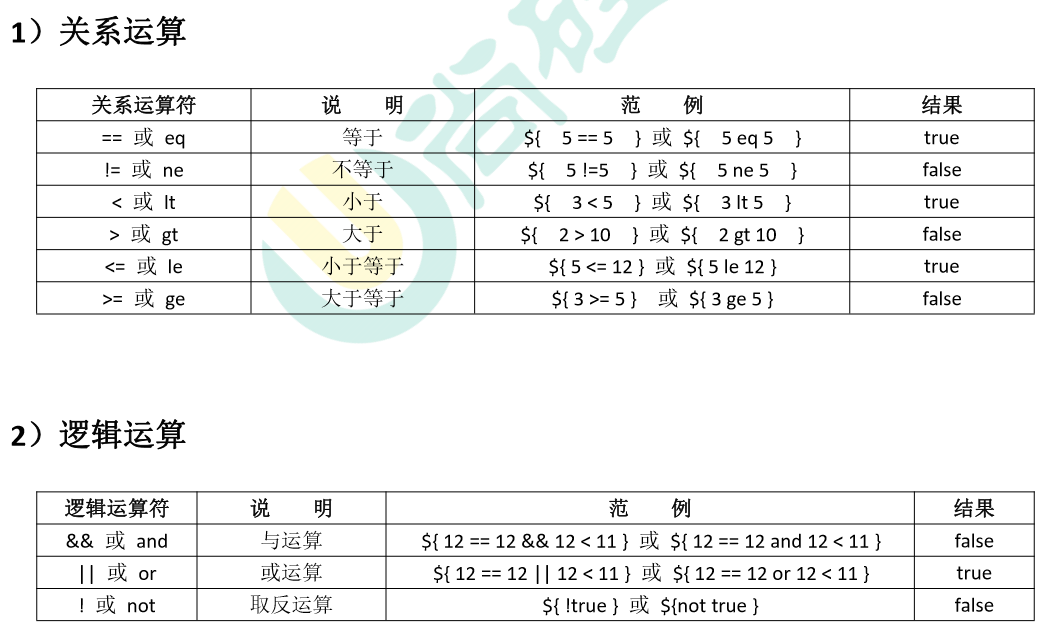 1）关系运算
关系运算符 说 明 范 例 结果
== 或 eq 等于 ${ 5 == 5 } 或 ${ 5 eq 5 } true
!= 或 ne 不等于 ${ 5 !=5 } 或 ${ 5 ne 5 } false
< 或 lt 小于 ${ 3 < 5 } 或 ${ 3 lt 5 } true
> 或 gt 大于 ${ 2 > 10 } 或 ${ 2 gt 10 } false
<= 或 le 小于等于 ${ 5 <= 12 } 或 ${ 5 le 12 } true
>= 或 ge 大于等于 ${ 3 >= 5 } 或 ${ 3 ge 5 } false
2）逻辑运算
逻辑运算符 说 明 范 例 结果
&& 或 and 与运算 ${ 12 == 12 && 12 < 11 } 或 ${ 12 == 12 and 12 < 11 } false
|| 或 or 或运算 ${ 12 == 12 || 12 < 11 } 或 ${ 12 == 12 or 12 < 11 } true
! 或 not 取反运算 ${ !true } 或 ${not true } false
尚